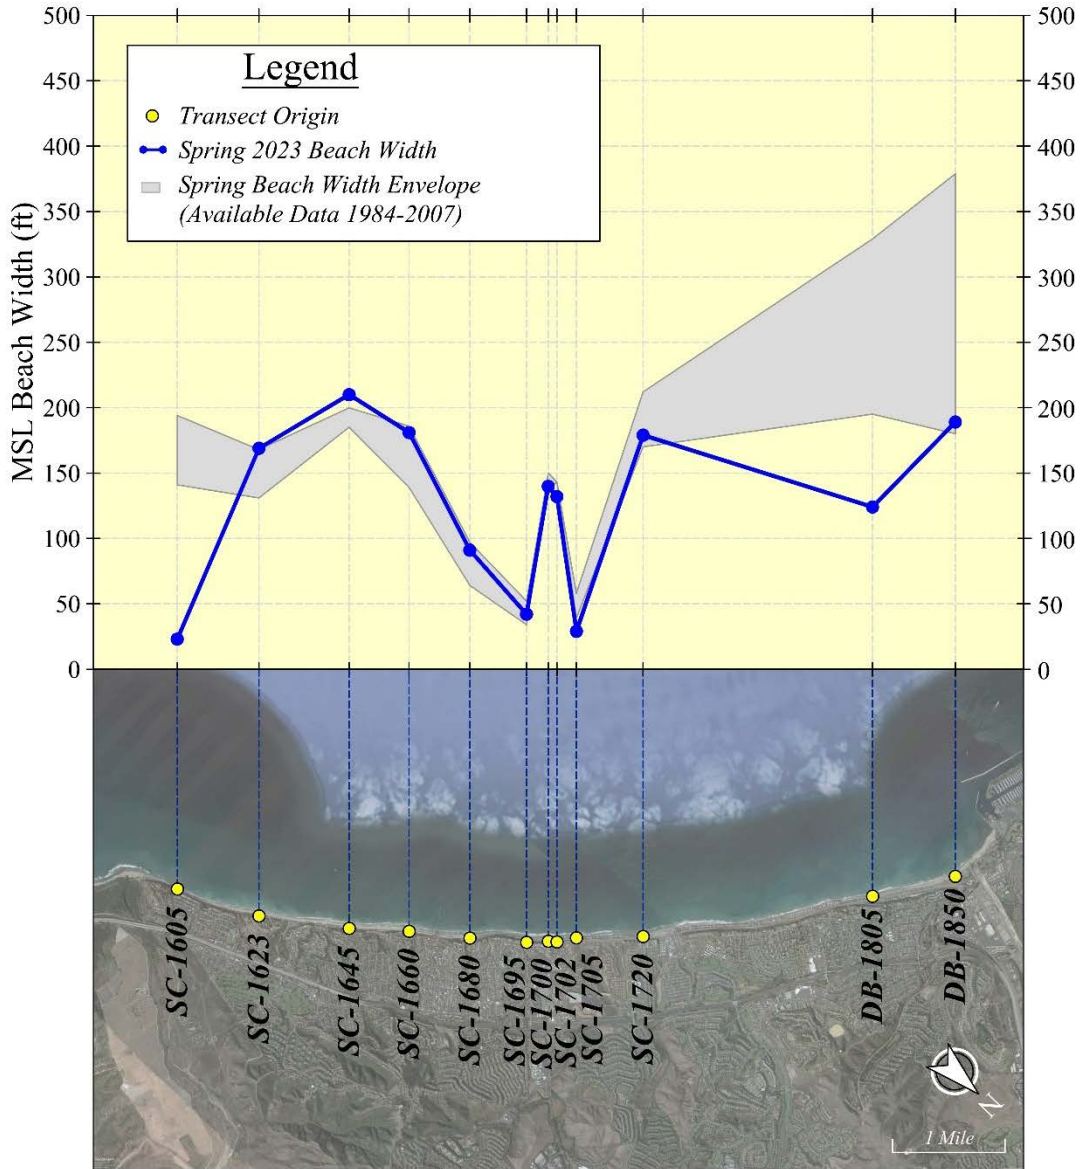 500
450
400
350
300
250
200
150
100
50
0
MSL Beach Width (ft)
Legend
Transect Origin
Spring 2023 Beach Width
Spring Beach Width Envelope
(Available Data 1984-2007)
500
450
400
350
300
250
200
150
100
50
0
SC-1605
SC-1623
SC-1645
SC-1660
SC-1680
SC-1695
SC-1700
SC-1702
SC-1705
SC-1720
DB-1805
DB-1850
N
1 Mile